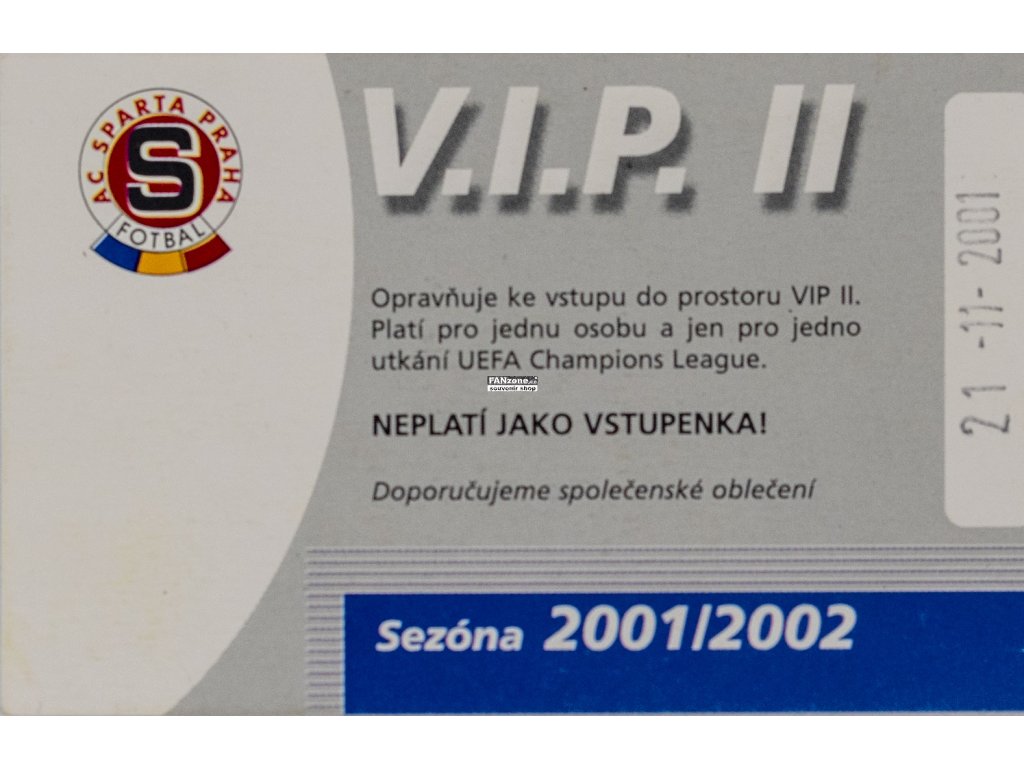 AC SPARTA PRAHA
S
FOTBAL
V.I.P. II
Opravňuje ke vstupu do prostoru VIP II.
Platí pro jednu osobu a jen pro jedno
utkání UEFA Champions League.
FANzone.cz
souvenir shop
NEPLATÍ JAKO VSTUPENKA!
Doporučujeme společenské oblečení
Sezóna 2001/2002
21 -11- 2001